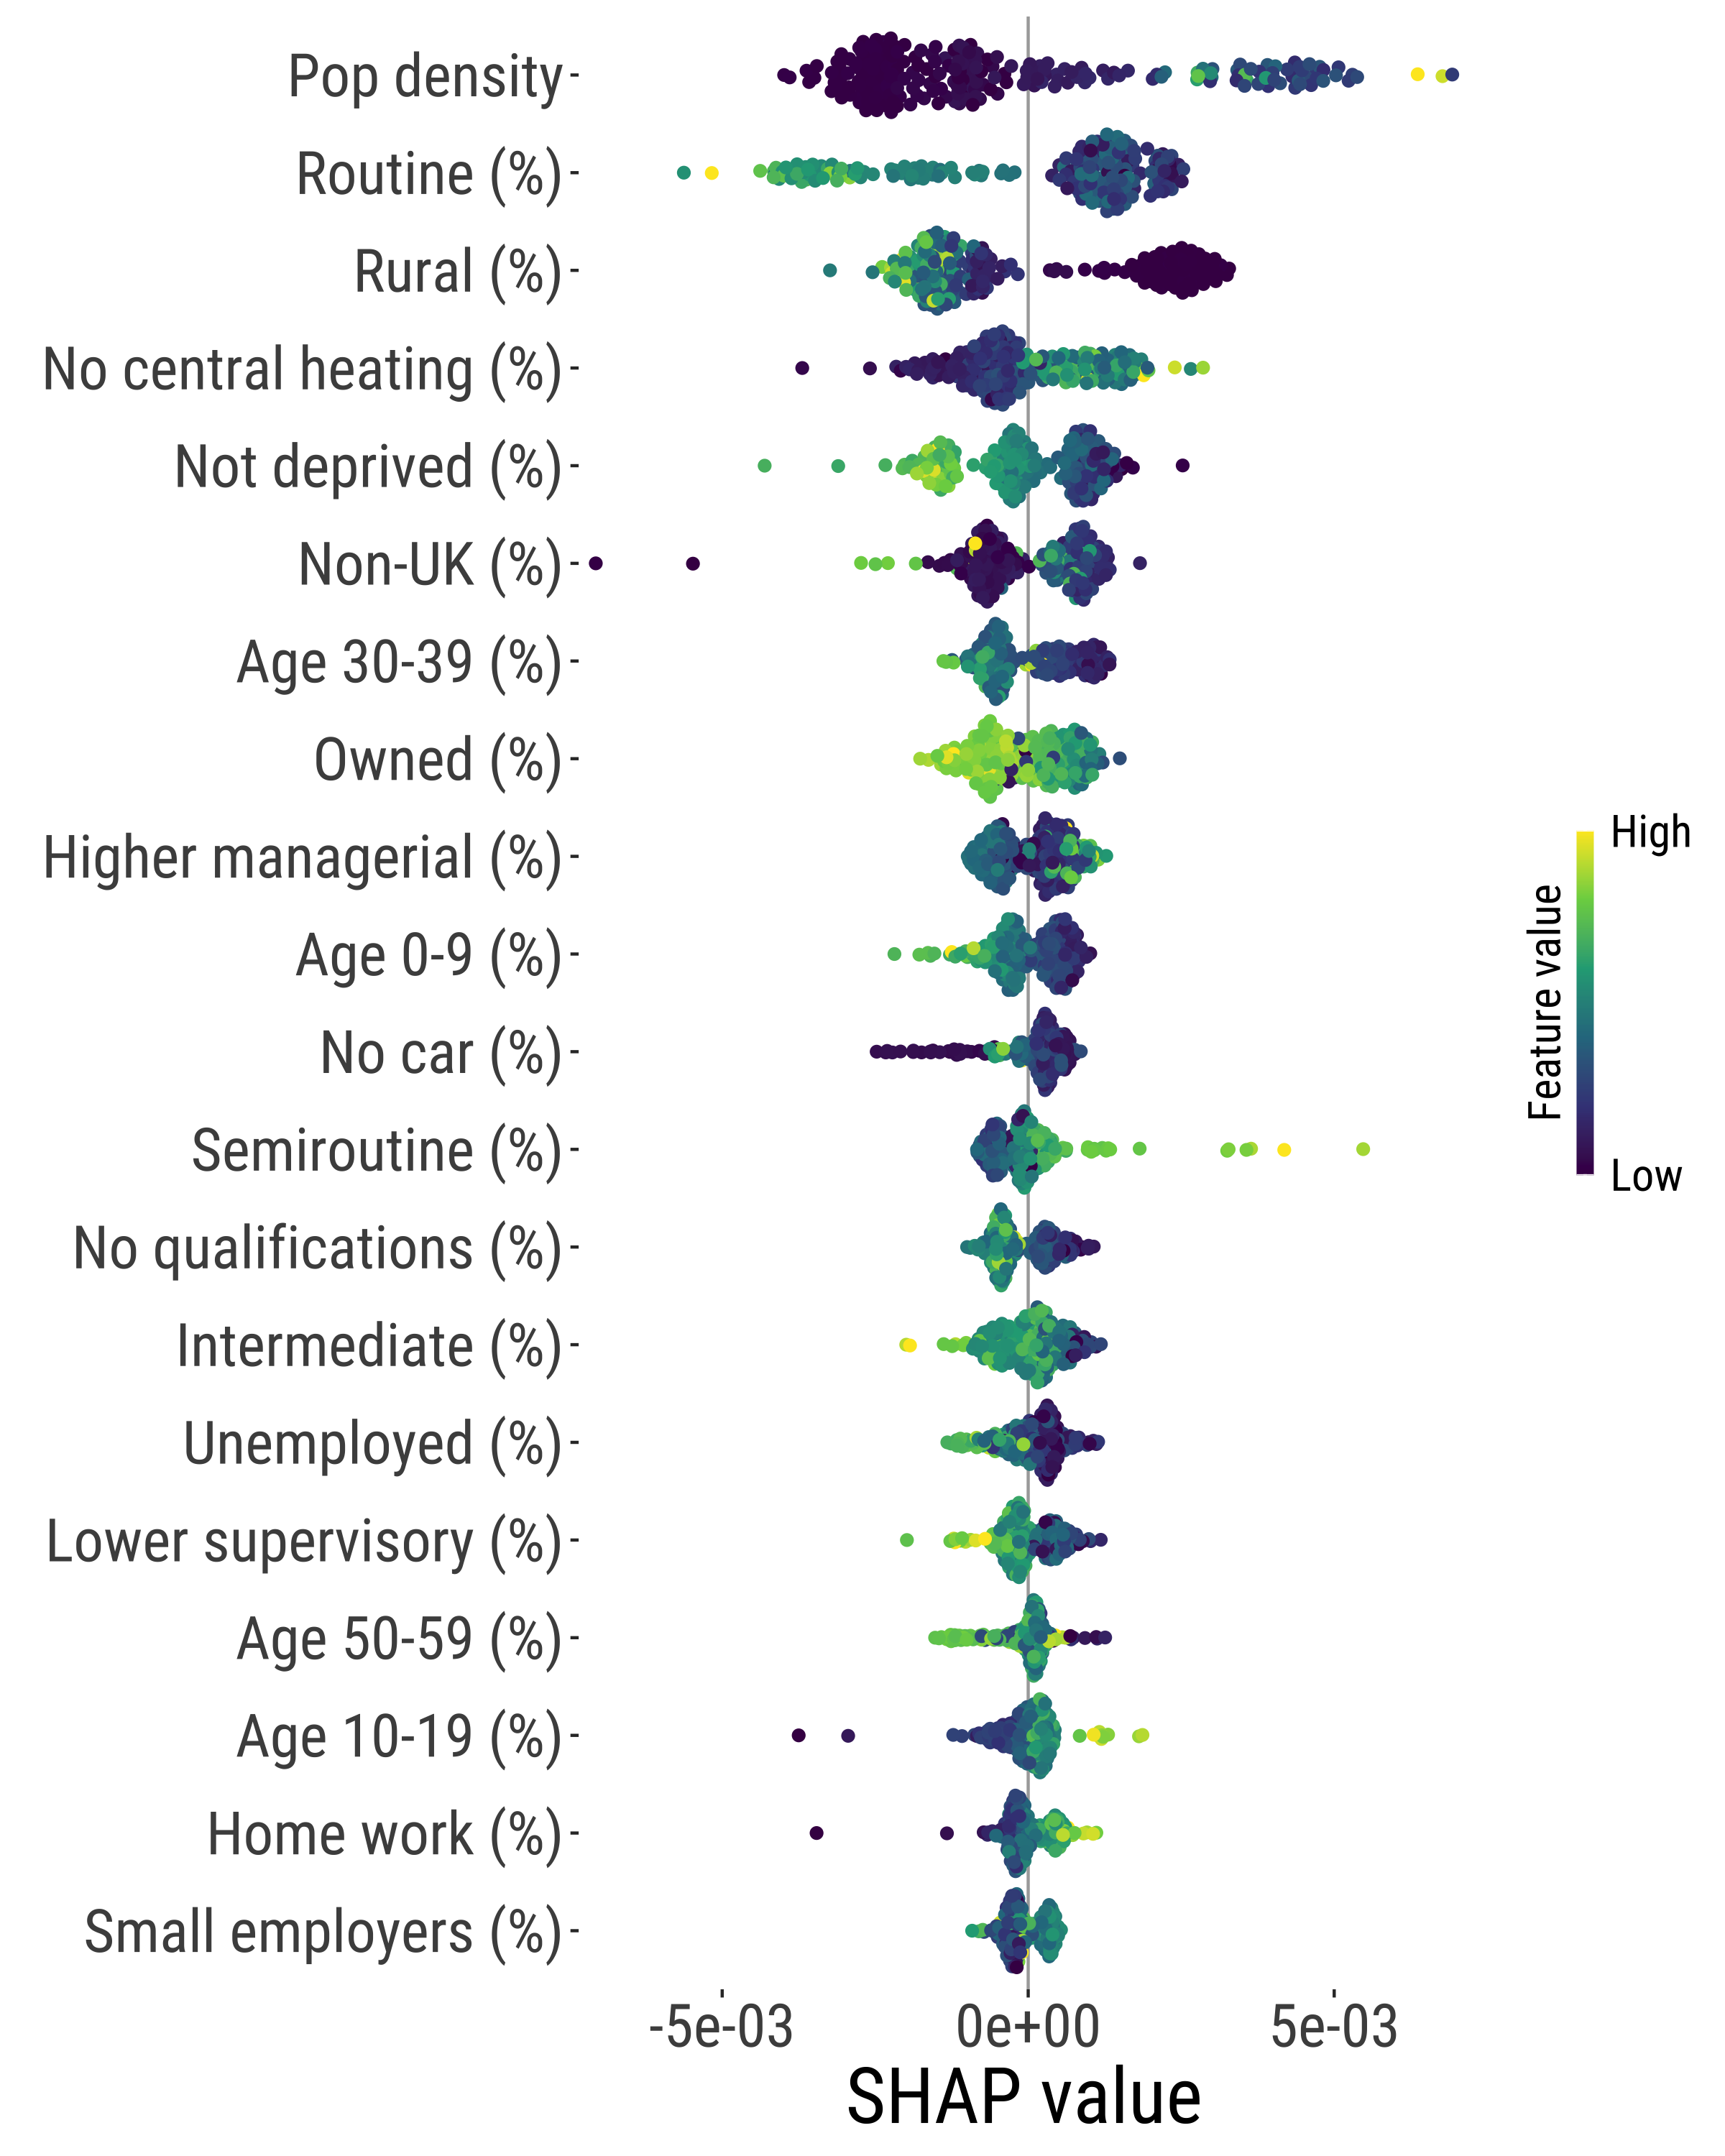 Pop density
Routine (%)
Rural (%)
No central heating (%)
Not deprived (%)
Non-UK (%)
Age 30-39 (%)
Owned (%)
Higher managerial (%)
Age 0-9 (%)
No car (%)
Semiroutine (%)
No qualifications (%)
Intermediate (%)
Unemployed (%)
Lower supervisory (%)
Age 50-59 (%)
Age 10-19 (%)
Home work (%)
Small employers (%)
-5e-03 0e+00 5e-03
SHAP value
High
Feature value
Low